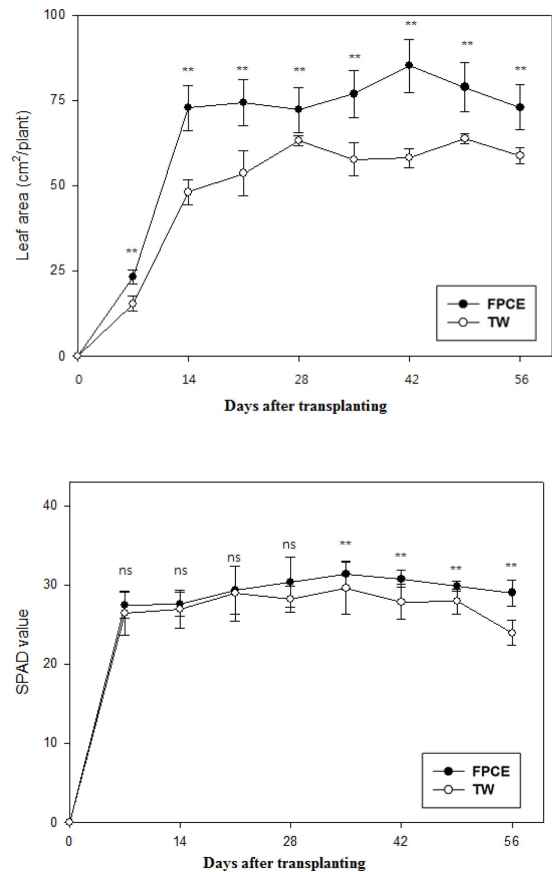 100
**
** ** ** ** ** ** **
75
50
25
0
Leaf area (cm²/plant)
**
FPCE
TW
0 14 28 42 56
Days after transplanting
40
30
20
10
0
SPAD value
ns ns ns ns ** ** ** **
FPCE
TW
0 14 28 42 56
Days after transplanting